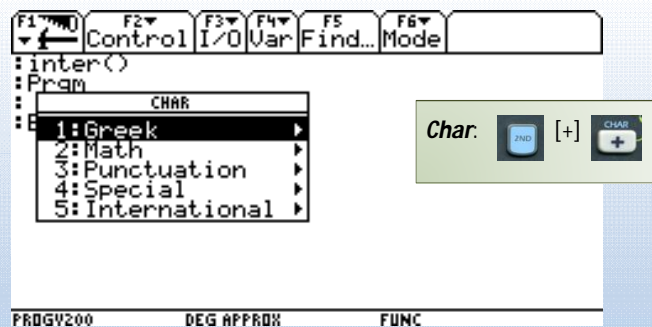 F1 F2 F3 F4 F5 F6
Control I/O Var Find... Mode
:inter()
:Prgm
:
:E
CHAR
1:Greek
2:Math
3:Punctuation
4:Special
5:International
Char: 2ND [+] CHAR +
PROGV200 DEG APPROX FUNC